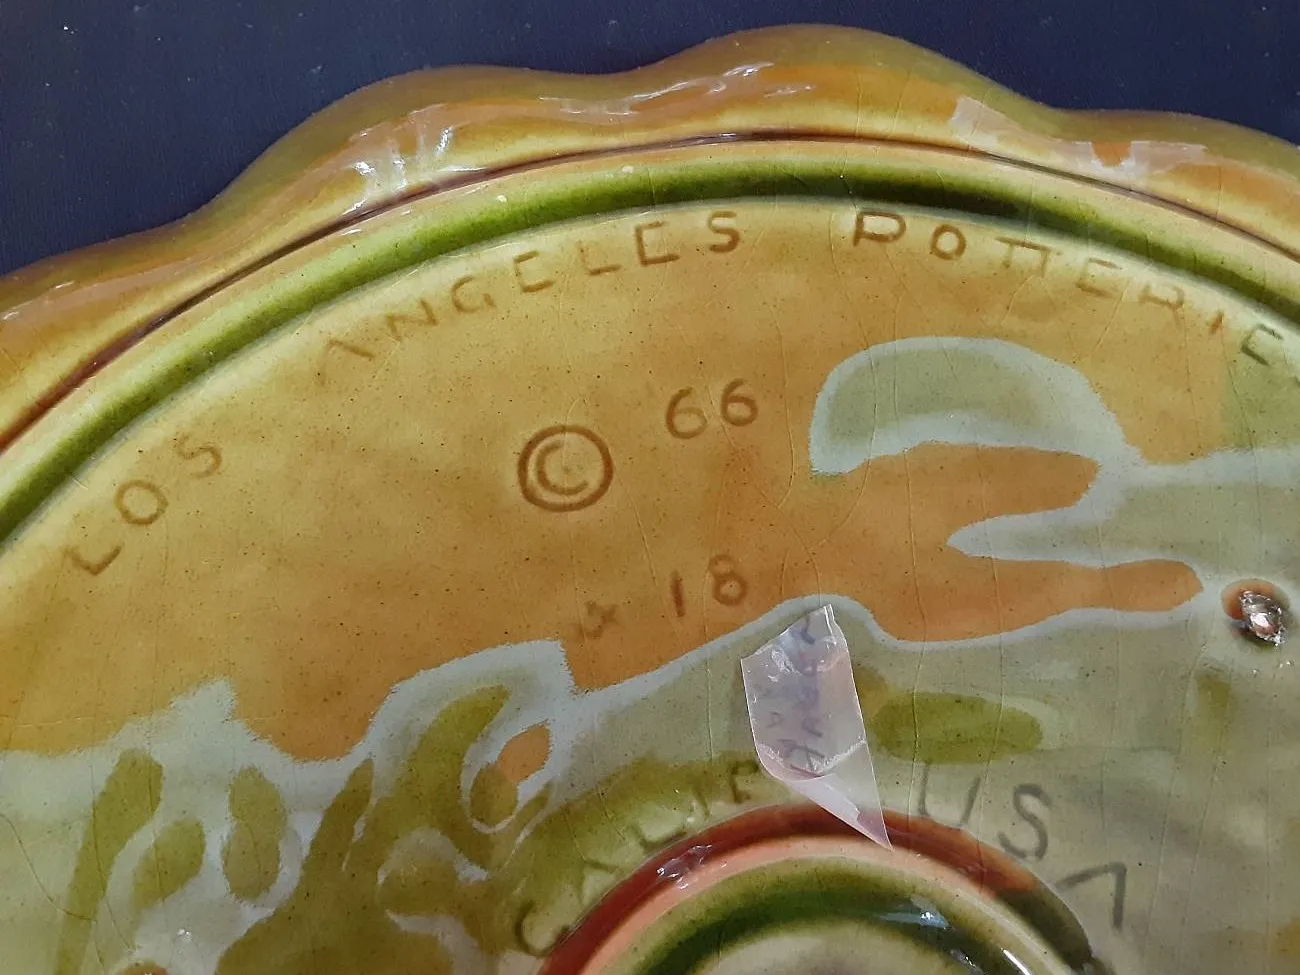 LOS ANGELES POTTERIES
© 66
18
CALIF USA